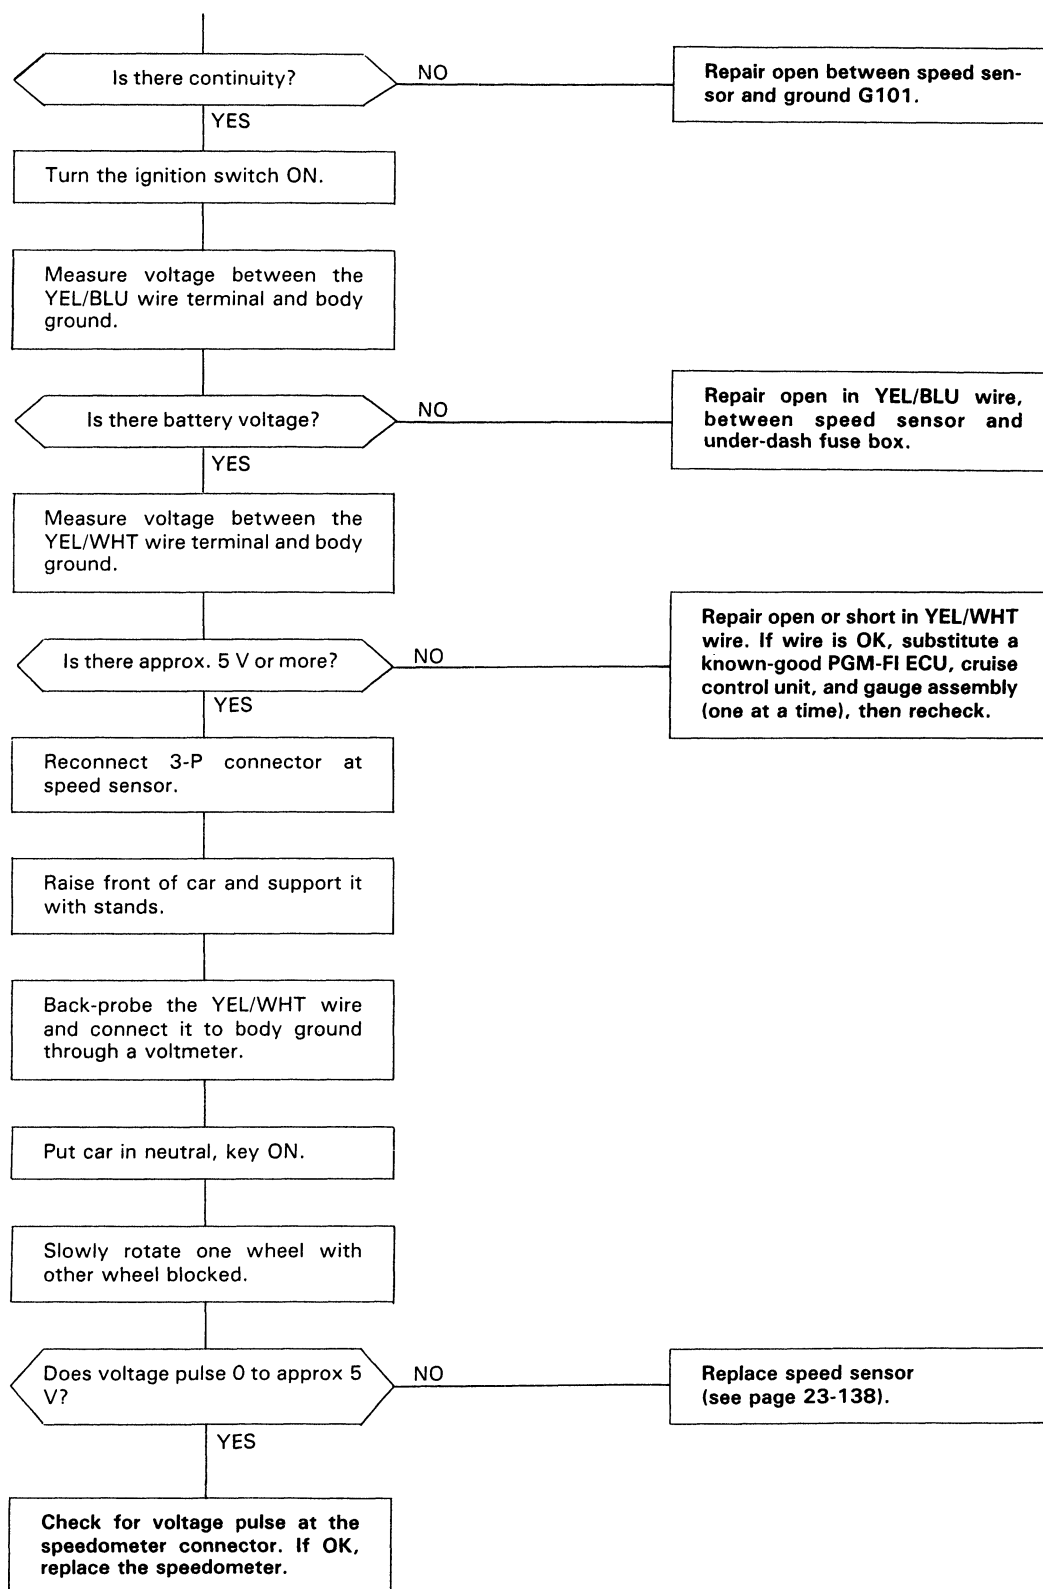 Is there continuity?
NO
Repair open between speed sen-
sor and ground G101.
YES
Turn the ignition switch ON.
Measure voltage between the
YEL/BLU wire terminal and body
ground.
Is there battery voltage?
NO
Repair open in YEL/BLU wire,
between speed sensor and
under-dash fuse box.
YES
Measure voltage between the
YEL/WHT wire terminal and body
ground.
Is there approx. 5 V or more?
NO
Repair open or short in YEL/WHT
wire. If wire is OK, substitute a
known-good PGM-FI ECU, cruise
control unit, and gauge assembly
(one at a time), then recheck.
YES
Reconnect 3-P connector at
speed sensor.
Raise front of car and support it
with stands.
Back-probe the YEL/WHT wire
and connect it to body ground
through a voltmeter.
Put car in neutral, key ON.
Slowly rotate one wheel with
other wheel blocked.
Does voltage pulse 0 to approx 5
V?
NO
Replace speed sensor
(see page 23-138).
YES
Check for voltage pulse at the
speedometer connector. If OK,
replace the speedometer.